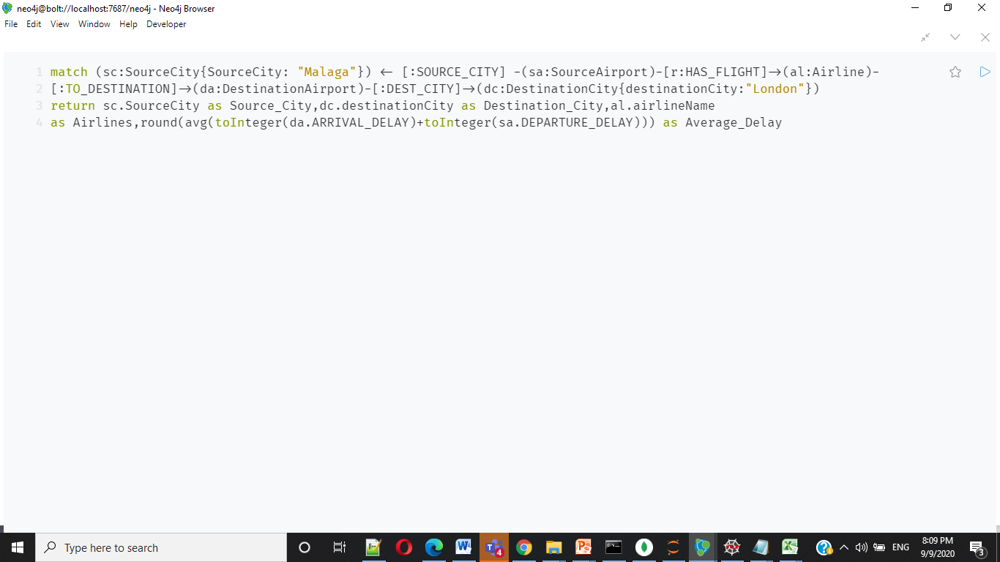 neo4j@bolt://localhost:7687/neo4j - Neo4j Browser
File Edit View Window Help Developer
1 match (sc:SourceCity{SourceCity: "Malaga"}) <- [:SOURCE_CITY] -(sa:SourceAirport)-[r:HAS_FLIGHT]->(al:Airline)-
2 [:TO_DESTINATION]->(da:DestinationAirport)-[:DEST_CITY]->(dc:DestinationCity{destinationCity:"London"})
3 return sc.SourceCity as Source_City,dc.destinationCity as Destination_City,al.airlineName
4 as Airlines,round(avg(toInteger(da.ARRIVAL_DELAY)+toInteger(sa.DEPARTURE_DELAY))) as Average_Delay
Type here to search
4
ENG
8:09 PM
9/9/2020
3